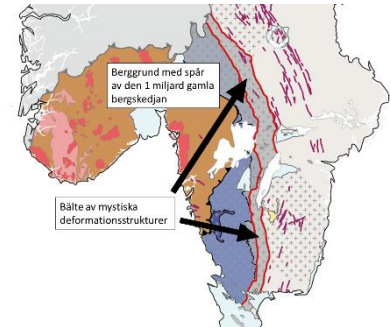 Berggrund med spår
av den 1 miljard gamla
bergskedjan
Bälte av mystiska
deformationsstrukturer